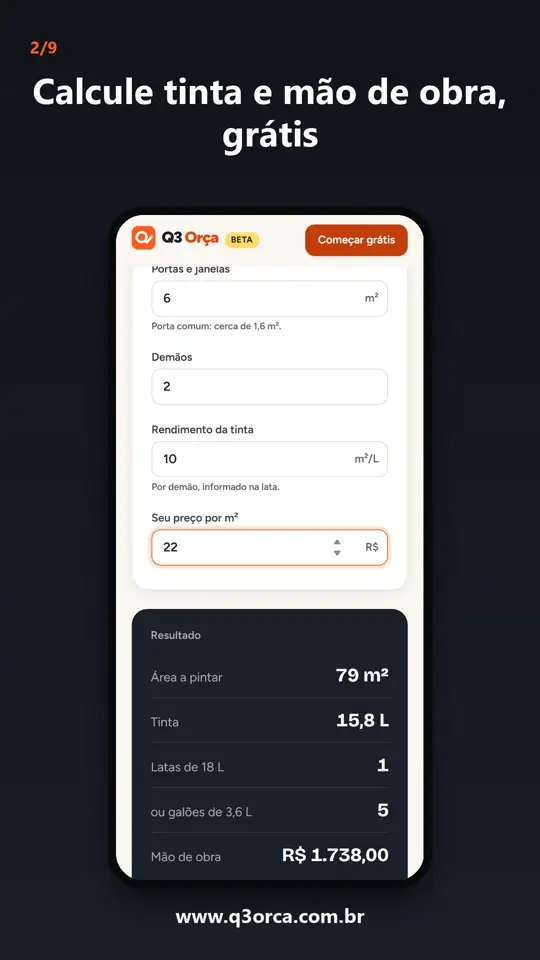 2/9
Calcule tinta e mão de obra,
grátis
Q3 Orça BETA Começar grátis
Portas e janelas
6 m²
Porta comum: cerca de 1,6 m².
Demãos
2
Rendimento da tinta
10 m²/L
Por demão, informado na lata.
Seu preço por m²
22 R$
Resultado
Área a pintar 79 m²
Tinta 15,8 L
Latas de 18 L 1
ou galões de 3,6 L 5
Mão de obra R$ 1.738,00
www.q3orca.com.br